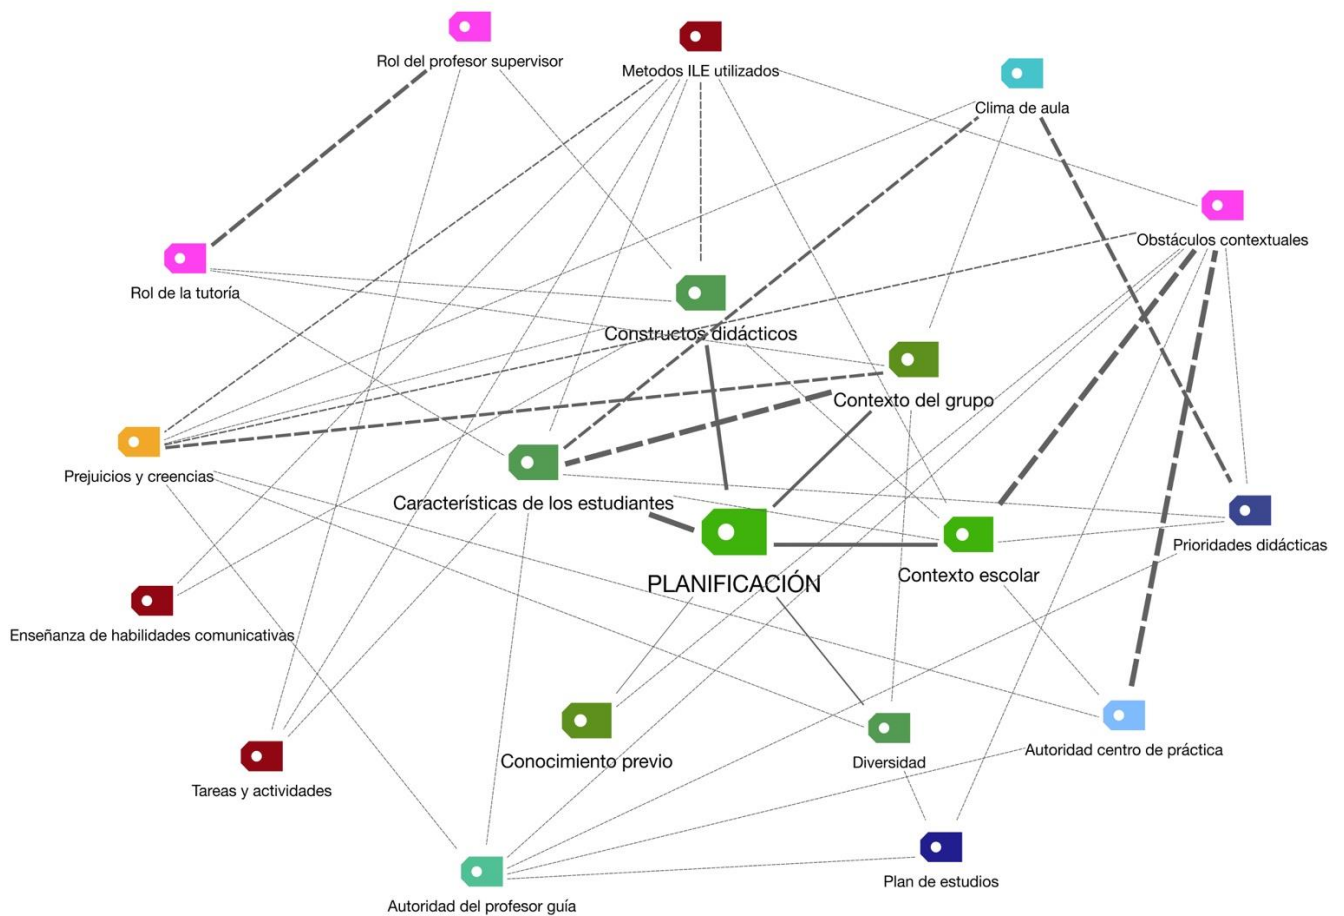 Rol del profesor supervisor
Metodos ILE utilizados
Clima de aula
Obstáculos contextuales
Rol de la tutoría
Constructos didácticos
Contexto del grupo
Prejuicios y creencias
Características de los estudiantes
Prioridades didácticas
Contexto escolar
PLANIFICACIÓN
Enseñanza de habilidades comunicativas
Autoridad centro de práctica
Conocimiento previo
Diversidad
Tareas y actividades
Plan de estudios
Autoridad del profesor guía